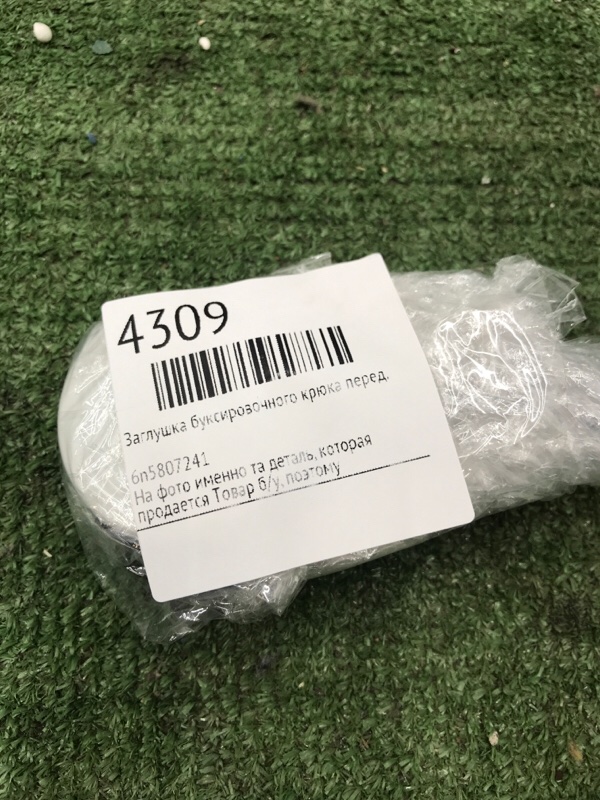 4309
Заглушка буксировочного крюка перед.
6n5807241
На фото именно та деталь, которая
продается Товар б/у, поэтому